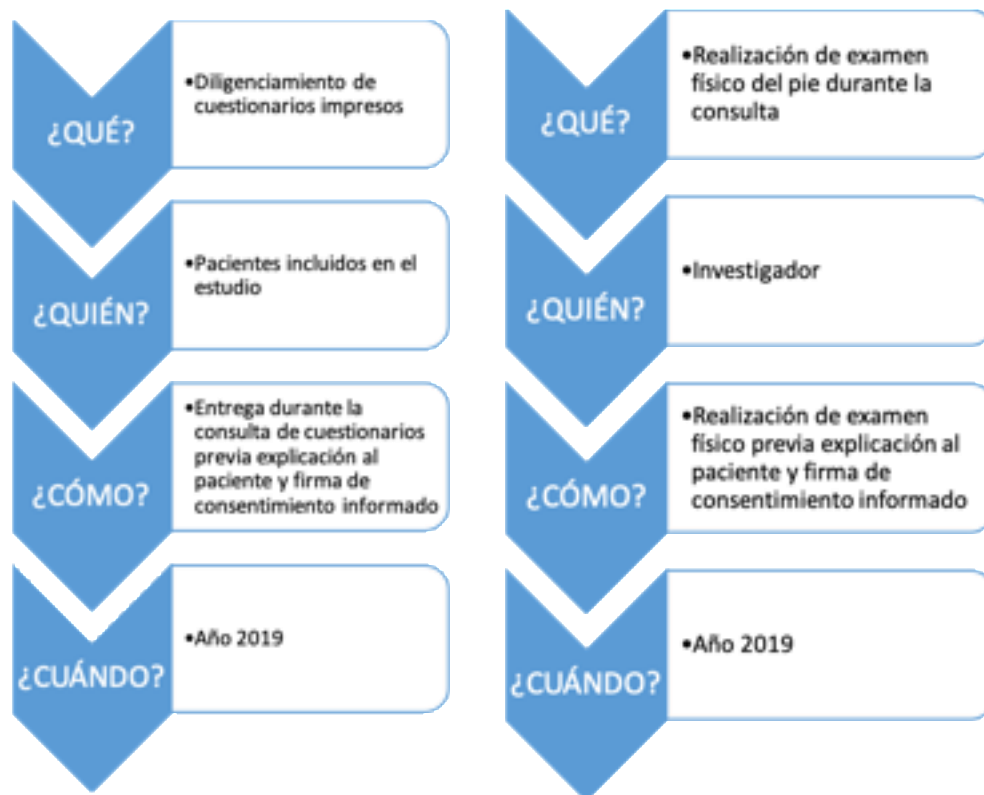 ¿QUÉ?
•Diligenciamiento de
cuestionarios impresos
¿QUIÉN?
•Pacientes incluidos en el
estudio
¿CÓMO?
•Entrega durante la
consulta de cuestionarios
previa explicación al
paciente y firma de
consentimiento informado
¿CUÁNDO?
•Año 2019
¿QUÉ?
•Realización de examen
físico del pie durante la
consulta
¿QUIÉN?
•Investigador
¿CÓMO?
•Realización de examen
físico previa explicación al
paciente y firma de
consentimiento informado
¿CUÁNDO?
•Año 2019